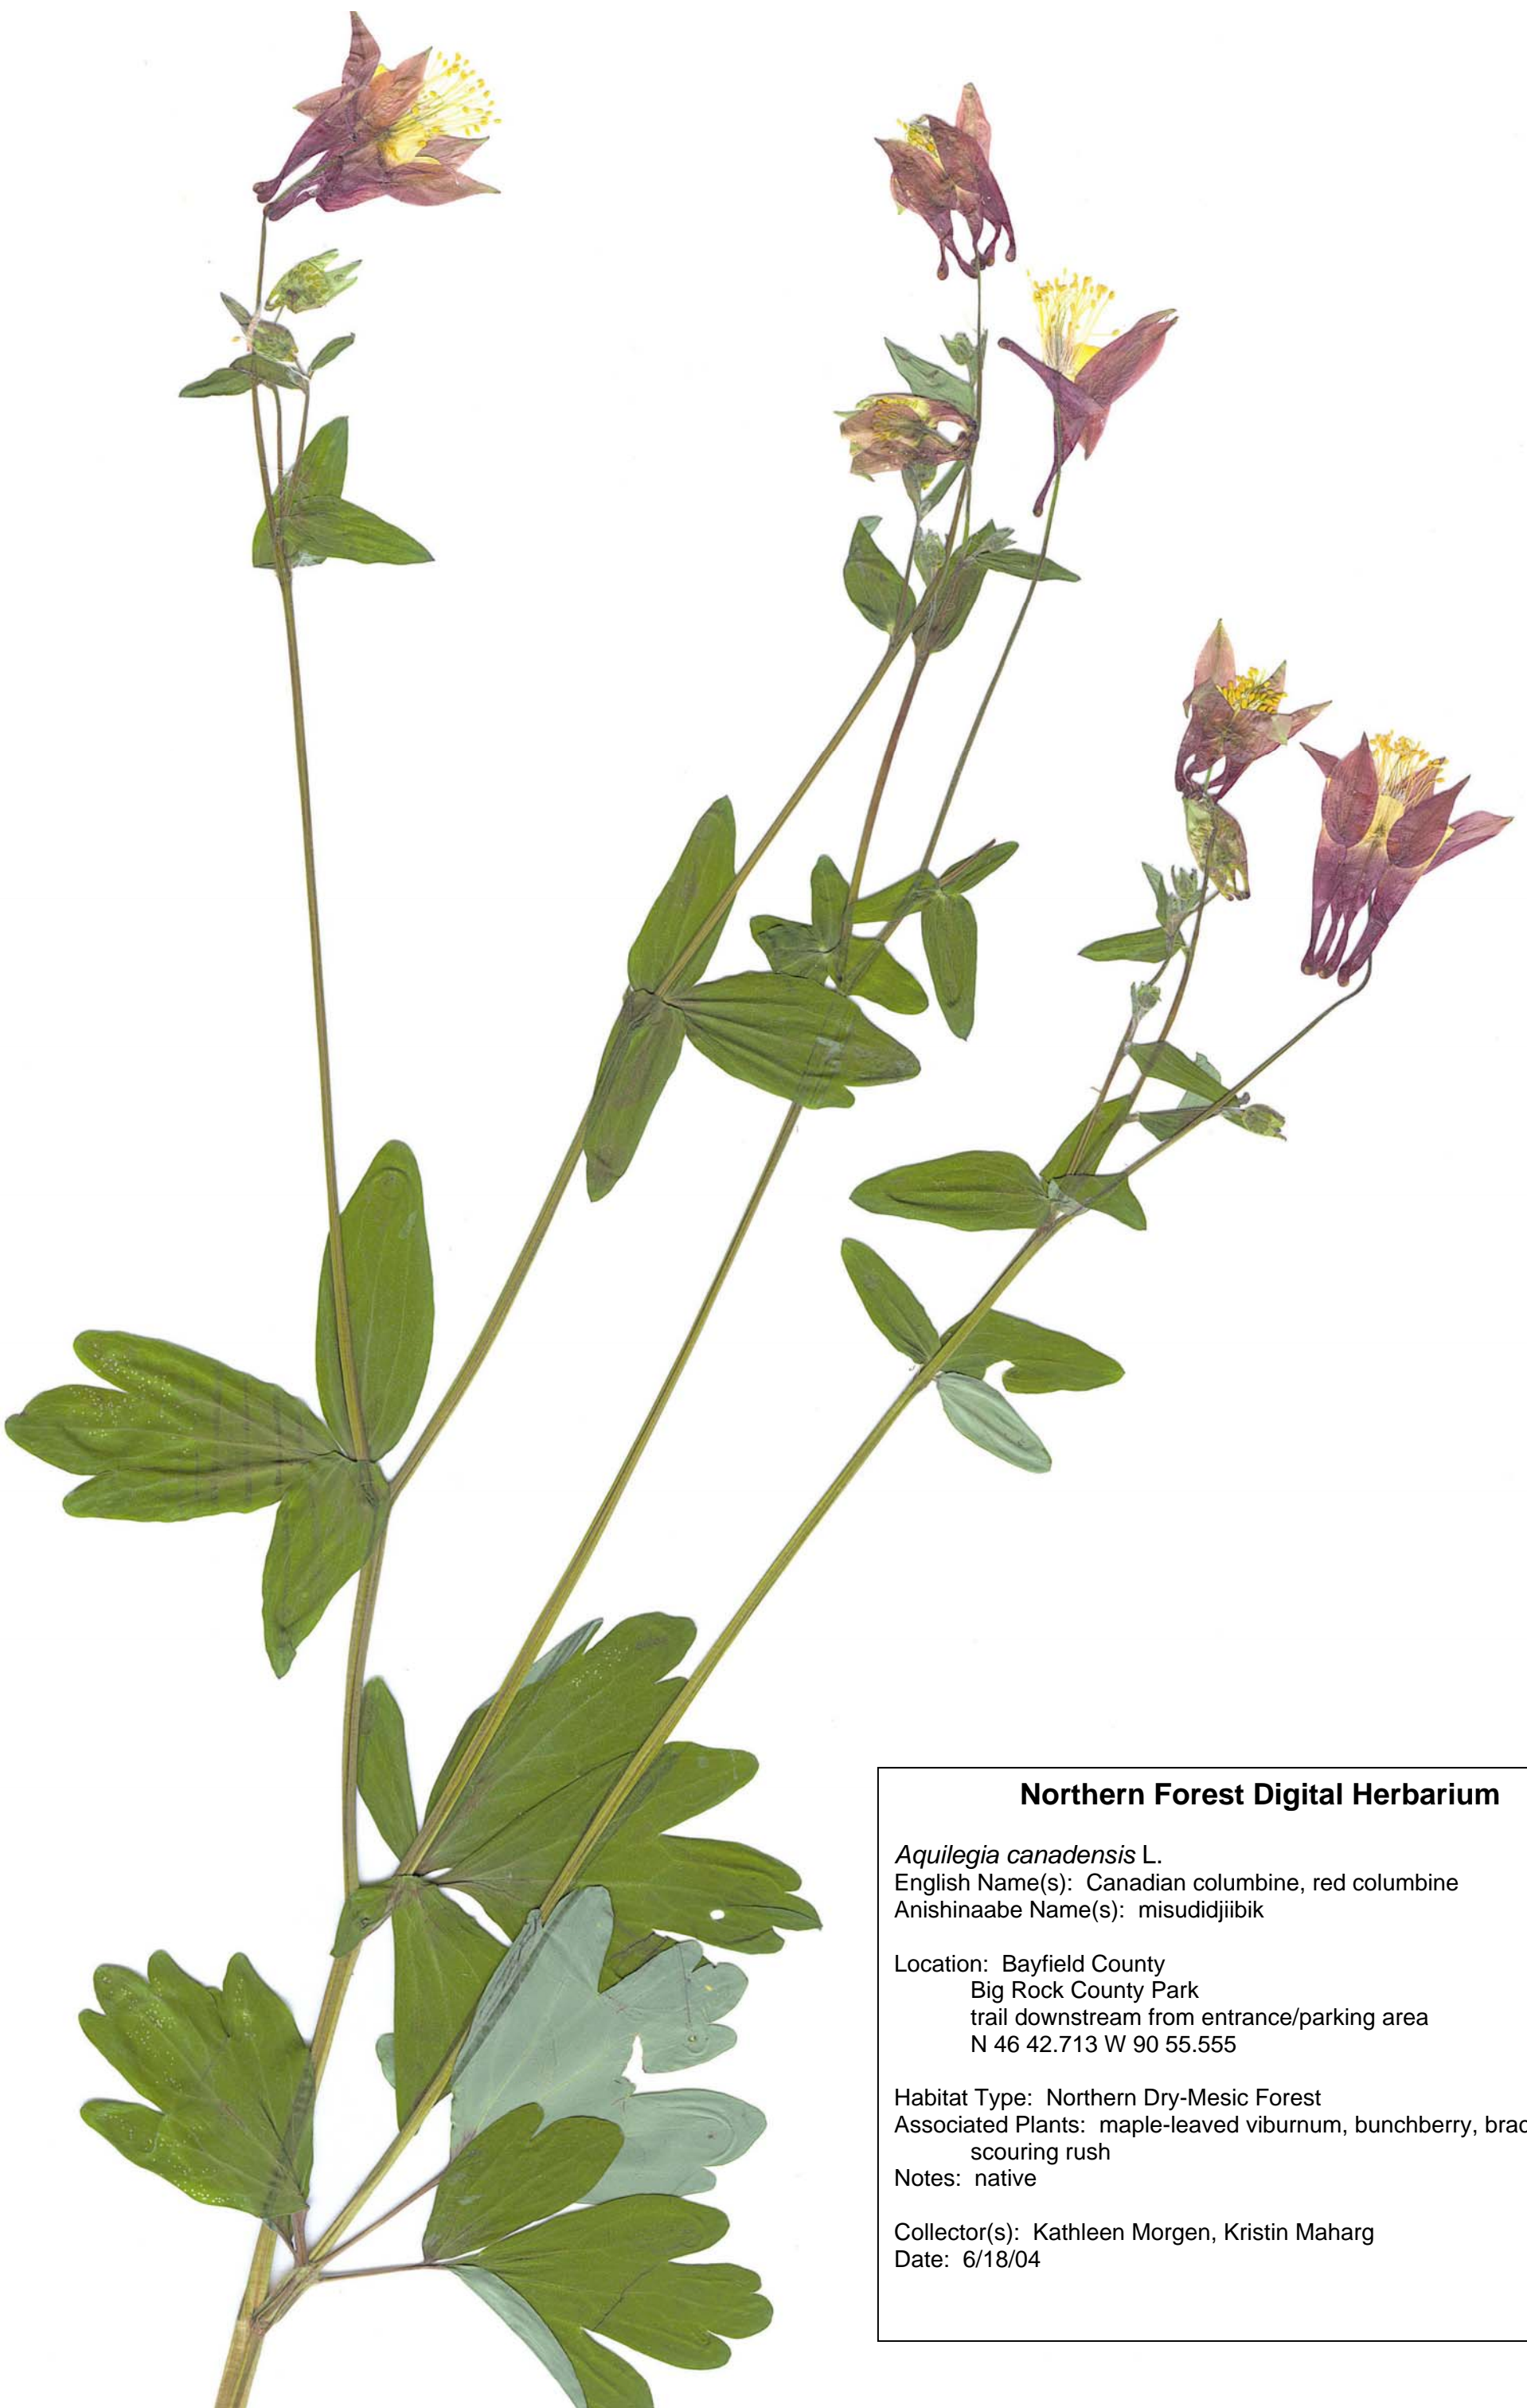 Northern Forest Digital Herbarium
Aquilegia canadensis L.
English Name(s): Canadian columbine, red columbine
Anishinaabe Name(s): misudidjiibik
Location: Bayfield County
Big Rock County Park
trail downstream from entrance/parking area
N 46 42.713 W 90 55.555
Habitat Type: Northern Dry-Mesic Forest
Associated Plants: maple-leaved viburnum, bunchberry,
scouring rush
Notes: native
Collector(s): Kathleen Morgen, Kristin Maharg
Date: 6/18/04